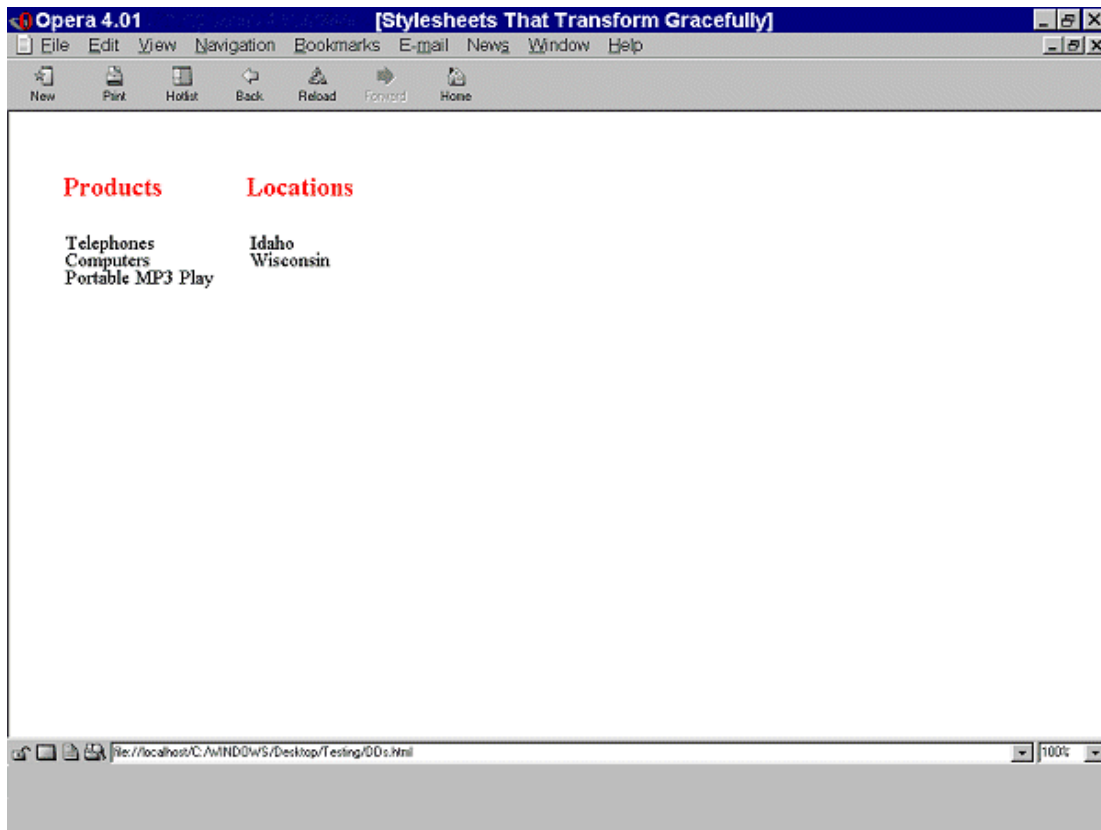 Opera 4.01 [Stylesheets That Transform Gracefully]
File Edit View Navigation Bookmarks E-mail News Window Help
New Print Hotlist Back Reload Forward Home
Products Locations
Telephones Idaho
Computers Wisconsin
Portable MP3 Play
file://localhost/C:/WINDOWS/Desktop/Testing/DDs.html 100%